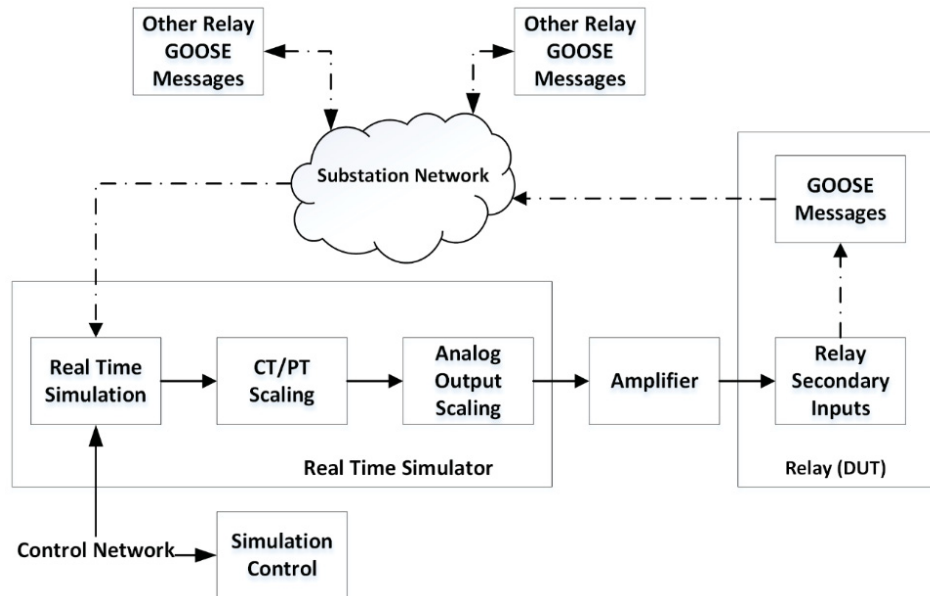 Other Relay
GOOSE
Messages
Other Relay
GOOSE
Messages
Substation Network
GOOSE
Messages
Real Time
Simulation
CT/PT
Scaling
Analog
Output
Scaling
Amplifier
Relay
Secondary
Inputs
Real Time Simulator
Relay (DUT)
Control Network
Simulation
Control